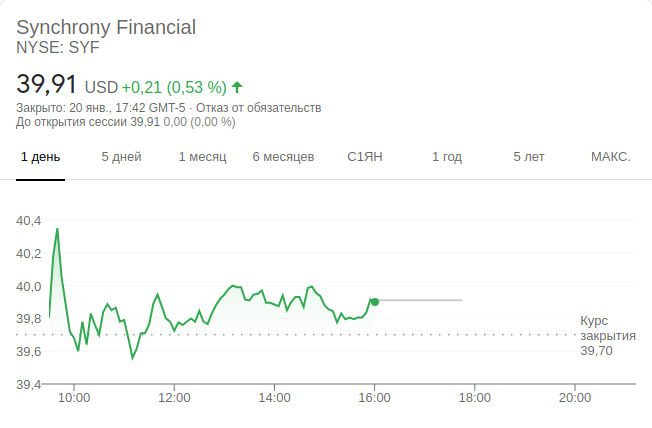 Synchrony Financial
NYSE: SYF
39,91 USD +0,21 (0,53 %)
Закрыто: 20 янв., 17:42 GMT-5 · Отказ от обязательств
До открытия сессии 39,91 0,00 (0,00 %)
1 день 5 дней 1 месяц 6 месяцев С1ЯН 1 год 5 лет МАКС.
40,4
40,2
40,0
39,8
39,6
39,4
Курс
закрытия
39,70
10:00 12:00 14:00 16:00 18:00 20:00